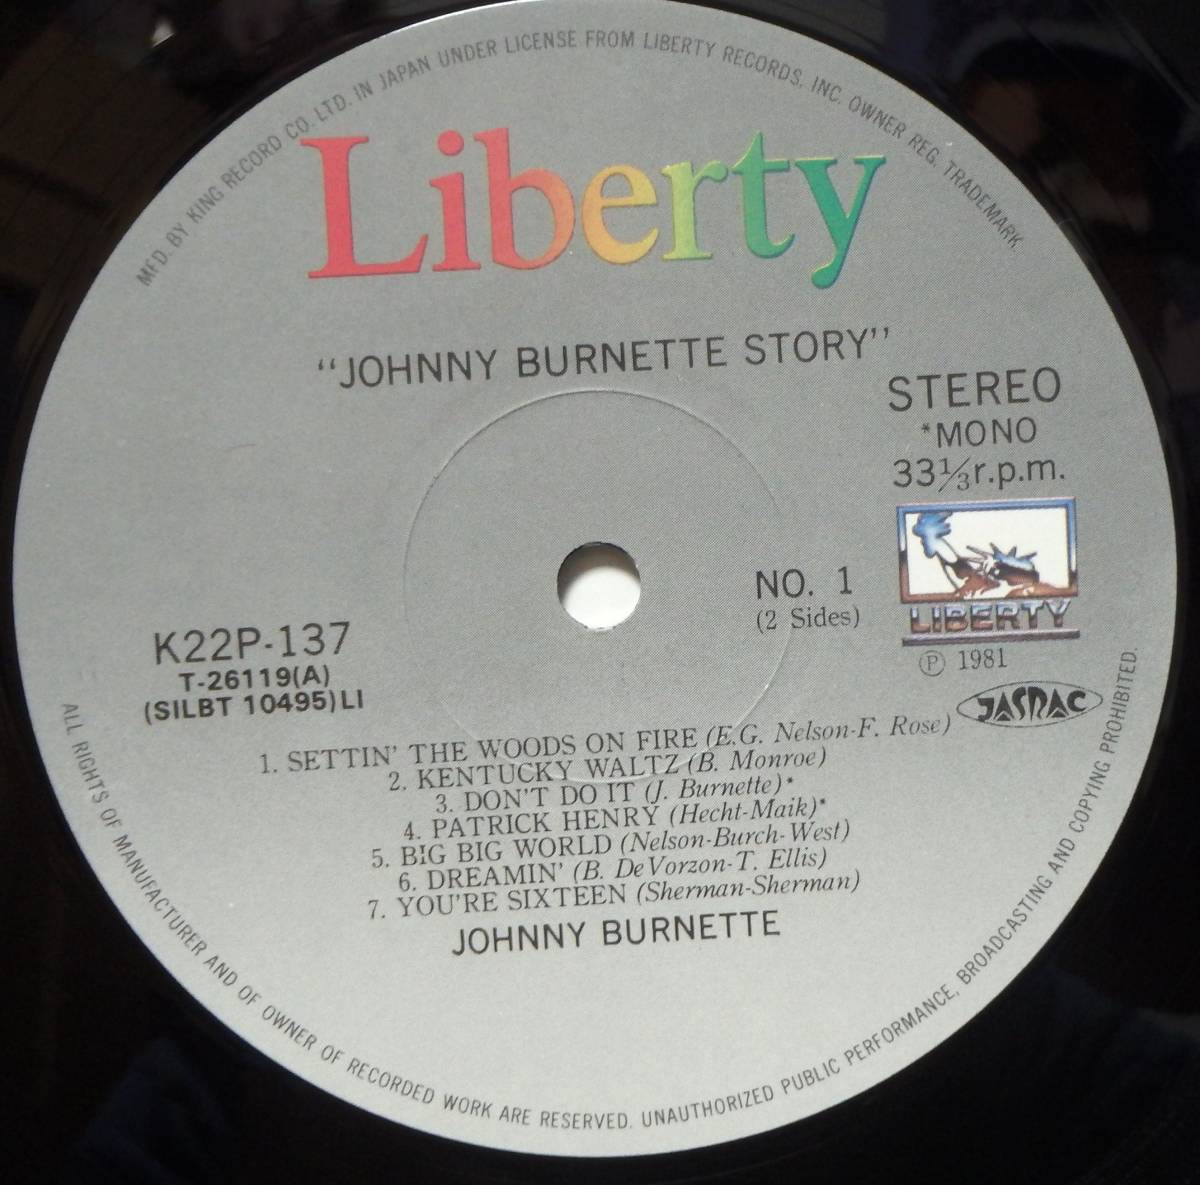 MFD. BY KING RECORD CO. LTD. IN JAPAN UNDER LICENSE FROM LIBERTY RECORDS, INC. OWNER REG. TRADEMARK.
Liberty
“JOHNNY BURNETTE STORY”
STEREO
*MONO
33⅓r.p.m.
LIBERTY
NO. 1
(2 Sides)
Ⓟ 1981
JASRAC
K22P-137
T-26119(A)
(SILBT 10495)LI
1. SETTIN' THE WOODS ON FIRE (E.G. Nelson-F. Rose)
2. KENTUCKY WALTZ (B. Monroe)
3. DON'T DO IT (J. Burnette)*
4. PATRICK HENRY (Hecht-Maik)*
5. BIG BIG WORLD (Nelson-Burch-West)
6. DREAMIN' (B. DeVorzon-T. Ellis)
7. YOU'RE SIXTEEN (Sherman-Sherman)
JOHNNY BURNETTE
ALL RIGHTS OF MANUFACTURER AND OF OWNER OF RECORDED WORK ARE RESERVED. UNAUTHORIZED PUBLIC PERFORMANCE, BROADCASTING AND COPYING PROHIBITED.